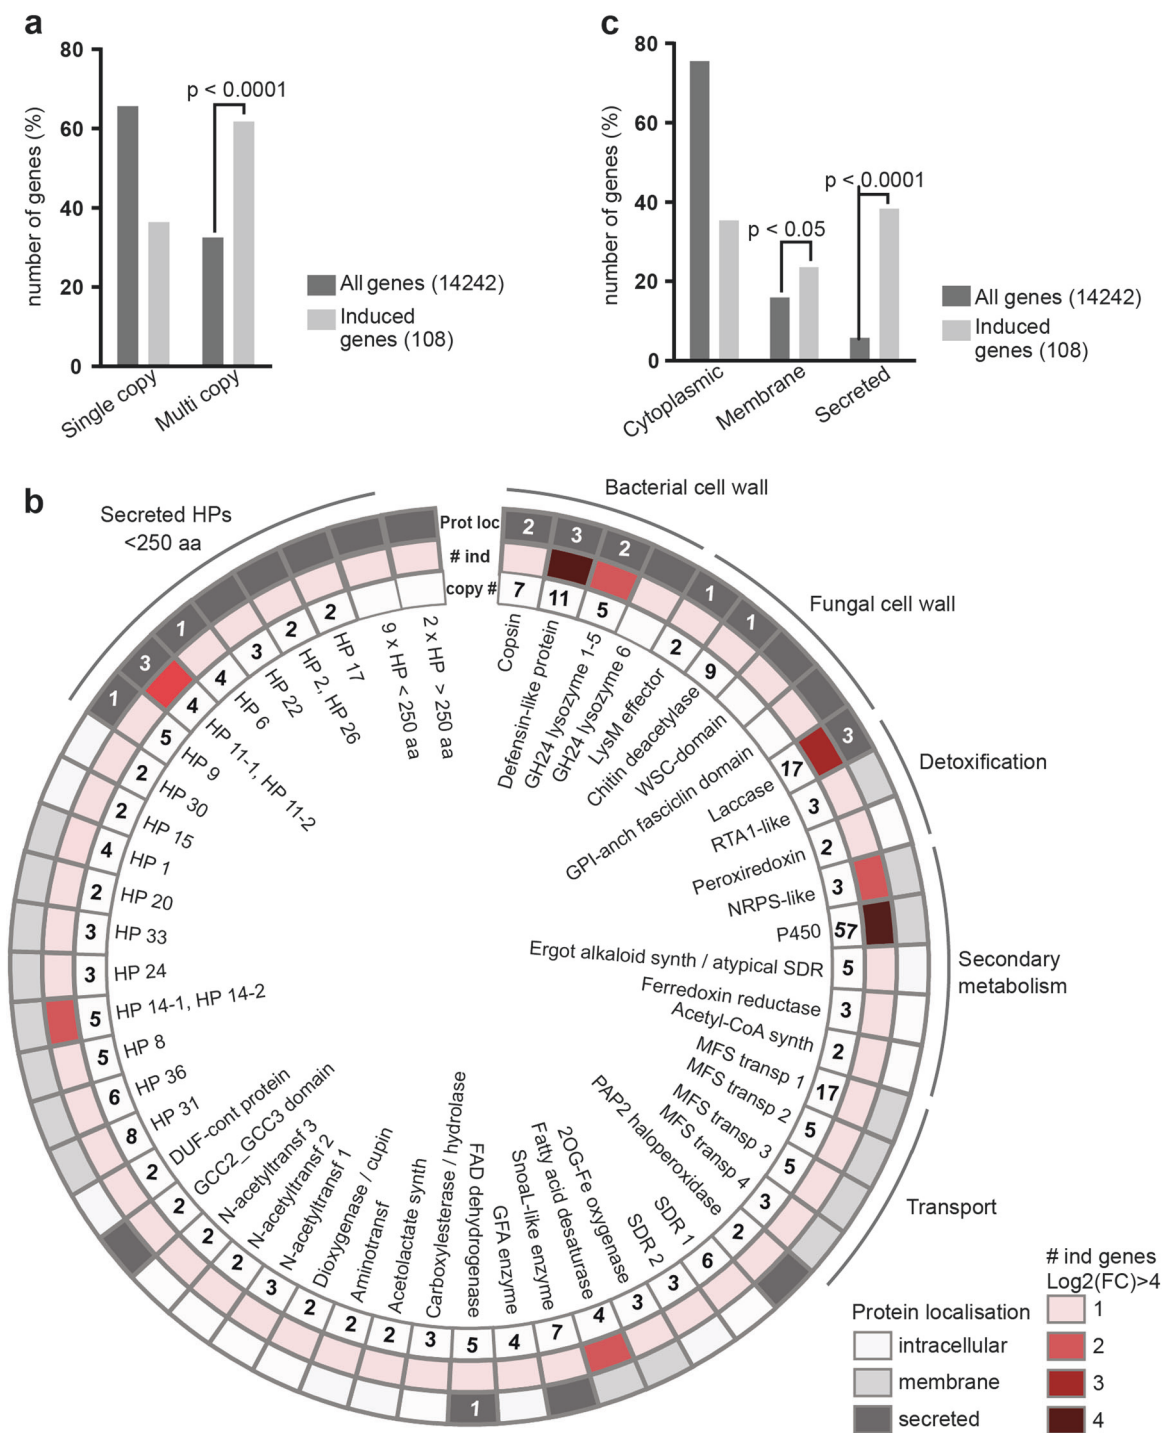 a
80
60
40
20
0
number of genes (%)
p < 0.0001
Single copy
Multi copy
All genes (14242)
Induced
genes (108)
c
80
60
40
20
0
number of genes (%)
p < 0.05
p < 0.0001
Cytoplasmic
Membrane
Secreted
All genes (14242)
Induced
genes (108)
b
Secreted HPs
<250 aa
Bacterial cell wall
Fungal cell wall
Detoxification
Secondary
metabolism
Transport
Prot loc
# ind
copy #
2
3
2
1
1
3
1
1
3
1
7
Copsin
11
Defensin-like protein
5
GH24 lysozyme 1-5
GH24 lysozyme 6
2
LysM effector
9
Chitin deacetylase
WSC-domain
GPI-anch fasciclin domain
17
Laccase
3
RTA1-like
2
Peroxiredoxin
3
NRPS-like
57
P450
5
Ergot alkaloid synth / atypical SDR
3
Ferredoxin reductase
2
Acetyl-CoA synth
17
MFS transp 1
5
MFS transp 2
5
MFS transp 3
3
MFS transp 4
2
PAP2 haloperoxidase
6
SDR 1
3
SDR 2
3
2OG-Fe oxygenase
4
Fatty acid desaturase
7
SnoaL-like enzyme
4
GFA enzyme
5
FAD dehydrogenase
3
Carboxylesterase / hydrolase
2
Acetolactate synth
2
Aminotransf
2
Dioxygenase / cupin
3
N-acetyltransf 1
2
N-acetyltransf 2
2
N-acetyltransf 3
2
GCC2_GCC3 domain
2
DUF-cont protein
8
HP 31
6
HP 36
5
HP 8
5
HP 14-1, HP 14-2
3
HP 24
3
HP 33
2
HP 20
4
HP 1
2
HP 15
2
HP 30
5
HP 9
4
HP 11-1, HP 11-2
4
HP 6
3
HP 22
2
HP 2, HP 26
2
HP 17
9 x HP < 250 aa
2 x HP > 250 aa
Protein localisation
intracellular
membrane
secreted
# ind genes
Log2(FC)>4
1
2
3
4